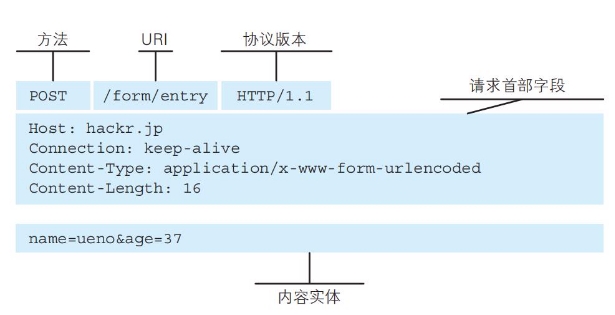 方法 URI 协议版本
请求首部字段
POST /form/entry HTTP/1.1
Host: hackr.jp
Connection: keep-alive
Content-Type: application/x-www-form-urlencoded
Content-Length: 16
name=ueno&age=37
内容实体